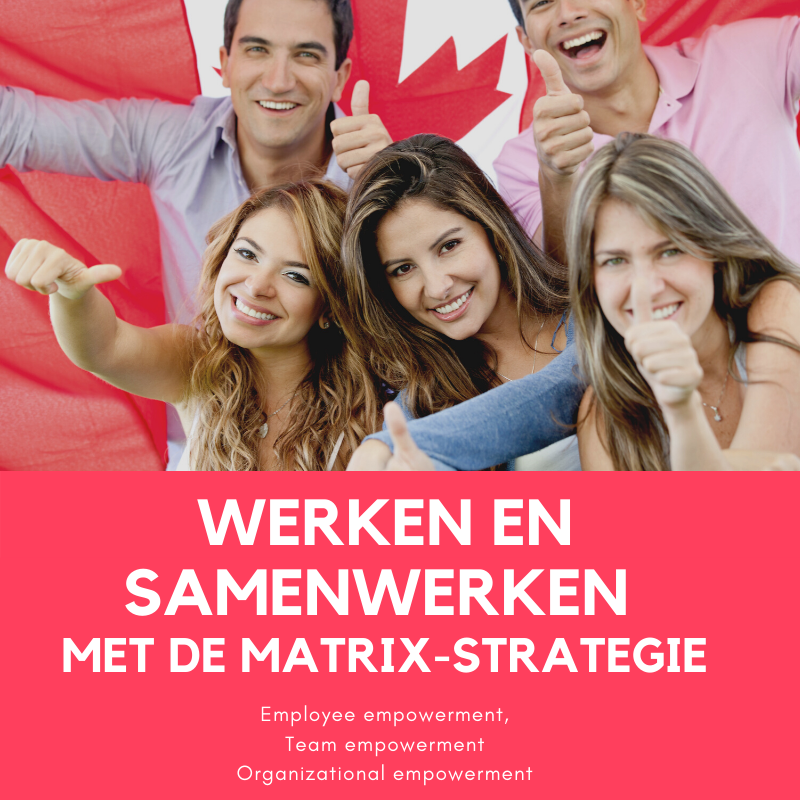 WERKEN EN
SAMENWERKEN
MET DE MATRIX-STRATEGIE
Employee empowerment,
Team empowerment
Organizational empowerment